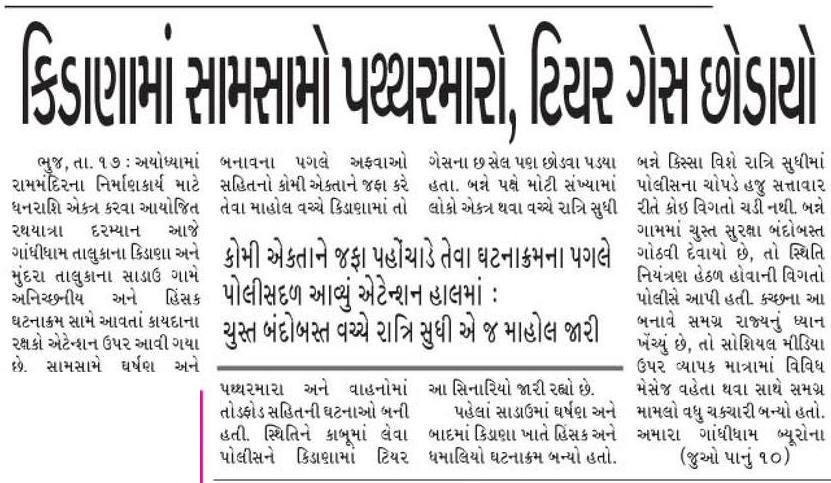 કિડાણામાં સામસામો પથ્થરમારો, ટિયર ગેસ છોડાયો
ભુજ, તા. ૧૭ : અયોધ્યામાં
રામમંદિરના નિર્માણકાર્ય માટે
ધનરાશિ એકત્ર કરવા આયોજિત
રથયાત્રા દરમ્યાન આજે
ગાંધીધામ તાલુકાના કિડાણા અને
મુંદરા તાલુકાના સાડાઉ ગામે
અનિચ્છનીય અને હિંસક
ઘટનાક્રમ સામે આવતાં કાયદાના
રક્ષકો એટેન્શન ઉપર આવી ગયા
છે. સામસામે ઘર્ષણ અને
બનાવના પગલે અફવાઓ
સહિતનો કોમી એકતાને જફા કરે
તેવા માહોલ વચ્ચે કિડાણામાં તો
કોમી એકતાને જફા પહોંચાડે તેવા ઘટનાક્રમના પગલે
પોલીસદળ આવ્યું એટેન્શન હાલમાં :
ચુસ્ત બંદોબસ્ત વચ્ચે રાત્રિ સુધી એ જ માહોલ જારી
પથ્થરમારા અને વાહનોમાં
તોડફોડ સહિતની ઘટનાઓ બની
હતી. સ્થિતિને કાબૂમાં લેવા
પોલીસને કિડાણામાં ટિયર
ગેસના છ સેલ પણ છોડવા પડયા
હતા. બન્ને પક્ષે મોટી સંખ્યામાં
લોકો એકત્ર થવા વચ્ચે રાત્રિ સુધી
આ સિનારિયો જારી રહ્યો છે.
પહેલાં સાડાઉમાં ઘર્ષણ અને
બાદમાં કિડાણા ખાતે હિંસક અને
ધમાલિયો ઘટનાક્રમ બન્યો હતો.
બન્ને કિસ્સા વિશે રાત્રિ સુધીમાં
પોલીસના ચોપડે હજુ સત્તાવાર
રીતે કોઇ વિગતો ચડી નથી. બન્ને
ગામમાં ચુસ્ત સુરક્ષા બંદોબસ્ત
ગોઠવી દેવાયો છે, તો સ્થિતિ
નિયંત્રણ હેઠળ હોવાની વિગતો
પોલીસે આપી હતી. કચ્છના આ
બનાવે સમગ્ર રાજ્યનું ધ્યાન
ખેંચ્યું છે, તો સોશિયલ મીડિયા
ઉપર વ્યાપક માત્રામાં વિવિધ
મેસેજ વહેતા થવા સાથે સમગ્ર
મામલો વધુ ચકચારી બન્યો હતો.
અમારા ગાંધીધામ બ્યૂરોના
(જુઓ પાનું ૧૦)